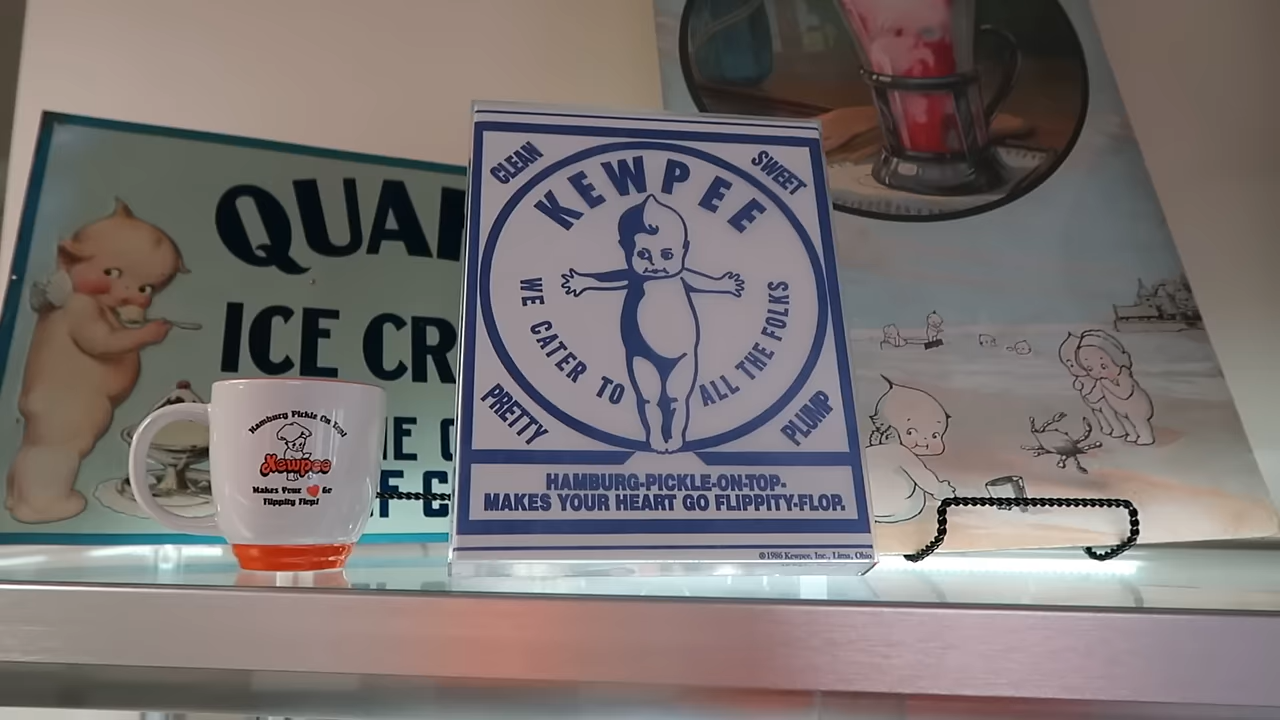 QUA
ICE CR
Hamburg Pickle On Top!
Kewpee
Makes Your ❤ Go
Flippity Flop!
CLEAN
SWEET
KEWPEE
WE CATER TO ALL THE FOLKS
PRETTY
PLUMP
HAMBURG-PICKLE-ON-TOP-
MAKES YOUR HEART GO FLIPPITY-FLOP.
©1986 Kewpee, Inc., Lima, Ohio